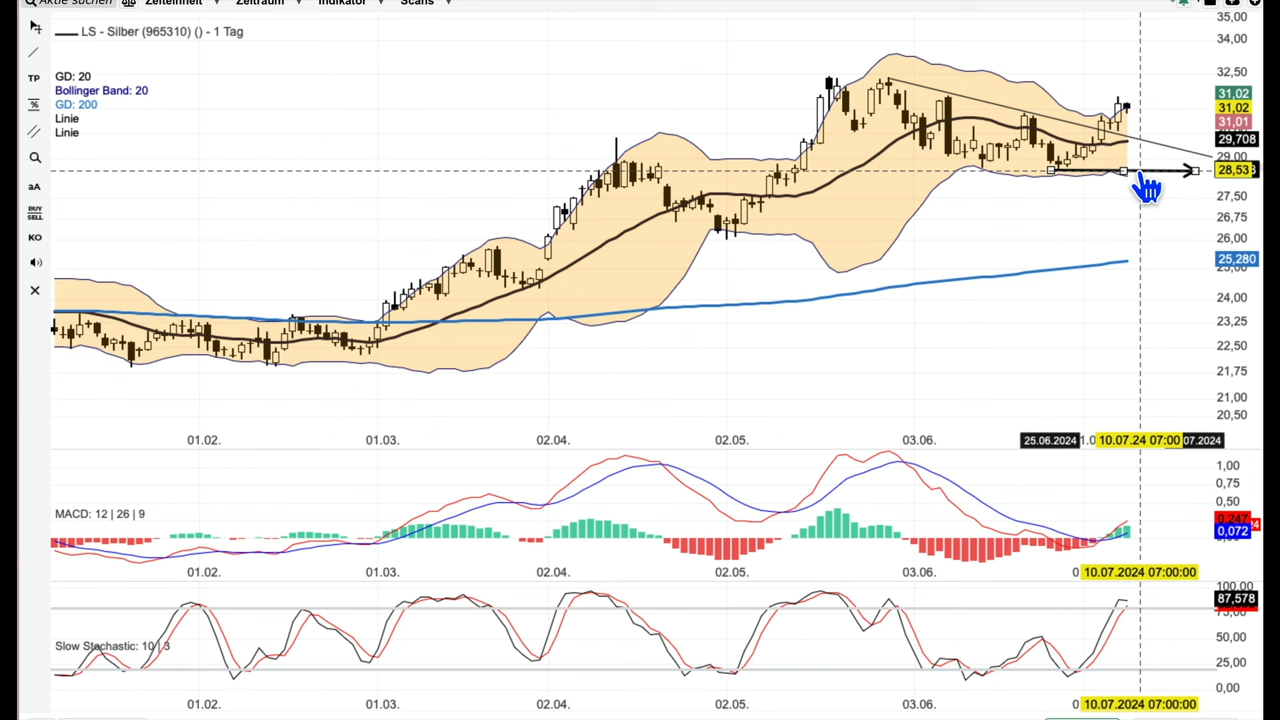 Aktie suchen Zeiteinheit Zeitraum Indikator Scans
LS - Silber (965310) () - 1 Tag
GD: 20
Bollinger Band: 20
GD: 200
Linie
Linie
TP
%
aA
BUY
SELL
KO
35,00
34,00
32,50
31,02
31,02
31,01
29,708
29,00
28,53
27,50
26,75
26,00
25,280
25,00
24,00
23,25
22,50
21,75
21,00
20,50
01.02. 01.03. 02.04. 02.05. 03.06. 25.06.2024 10.07.24 07:00 07.2024
MACD: 12 | 26 | 9
1,00
0,75
0,50
0,247
0,072
01.02. 01.03. 02.04. 02.05. 03.06. 10.07.2024 07:00:00
Slow Stochastic: 10 | 3
100,00
87,578
75,00
50,00
25,00
0,00
01.02. 01.03. 02.04. 02.05. 03.06. 10.07.2024 07:00:00